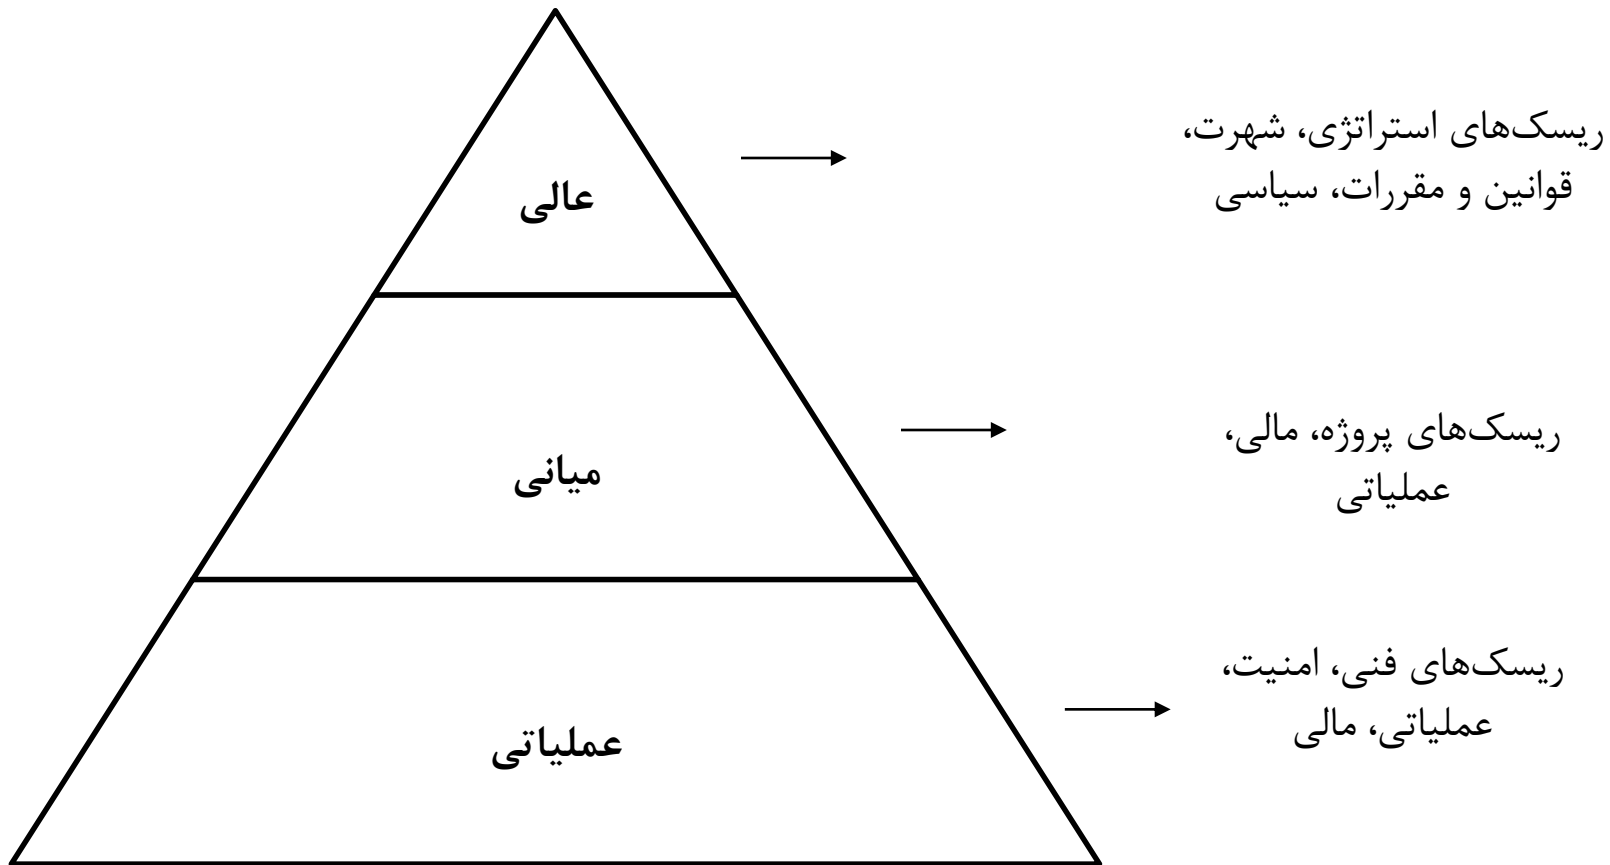 عالی
ریسک‌های استراتژی، شهرت،
قوانین و مقررات، سیاسی
میانی
ریسک‌های پروژه، مالی،
عملیاتی
عملیاتی
ریسک‌های فنی، امنیت،
عملیاتی، مالی